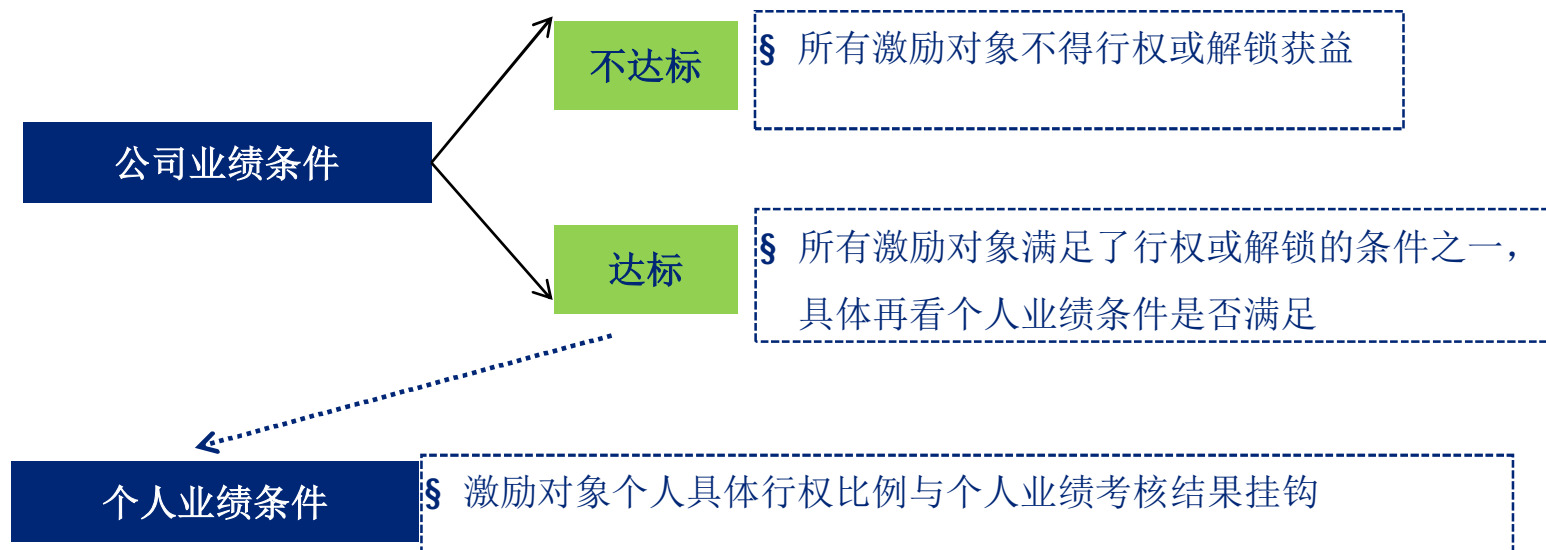 不达标
§ 所有激励对象不得行权或解锁获益
公司业绩条件
达标
§ 所有激励对象满足了行权或解锁的条件之一，
具体再看个人业绩条件是否满足
个人业绩条件
§ 激励对象个人具体行权比例与个人业绩考核结果挂钩